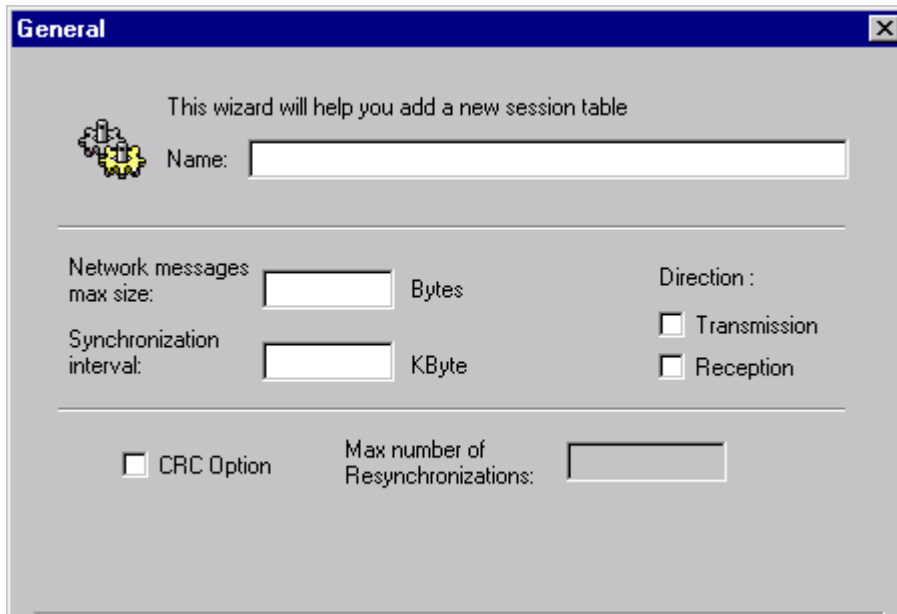 General
This wizard will help you add a new session table
Name:
Network messages
max size:
Bytes
Synchronization
interval:
KByte
Direction :
Transmission
Reception
CRC Option
Max number of
Resynchronizations: